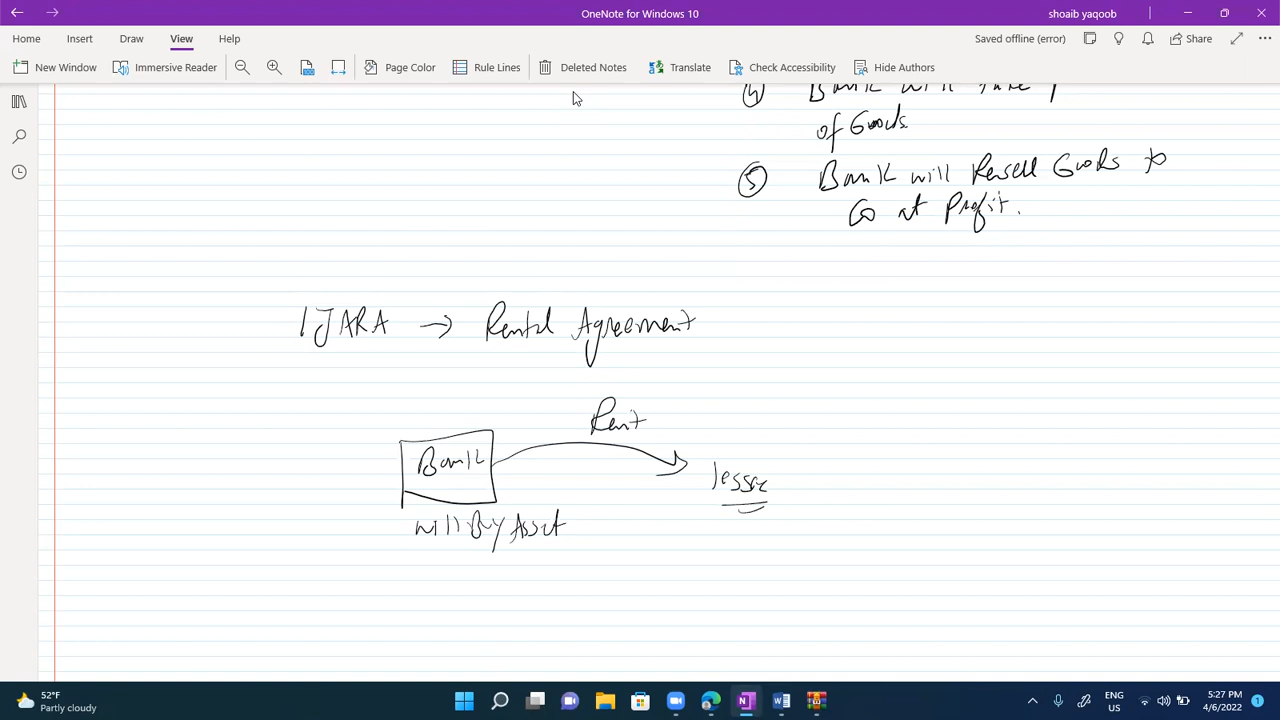 OneNote for Windows 10
shoaib yaqoob
Home Insert Draw View Help
Saved offline (error)
Share
New Window Immersive Reader Page Color Rule Lines Deleted Notes Translate Check Accessibility Hide Authors
4 Bank will
of Goods
5 Bank will Resell Goods to
Co at Profit.
IJARA → Rental Agreement
Rent
Bank
lessee
will Buy Asset
52°F
Partly cloudy
ENG
US
5:27 PM
4/6/2022